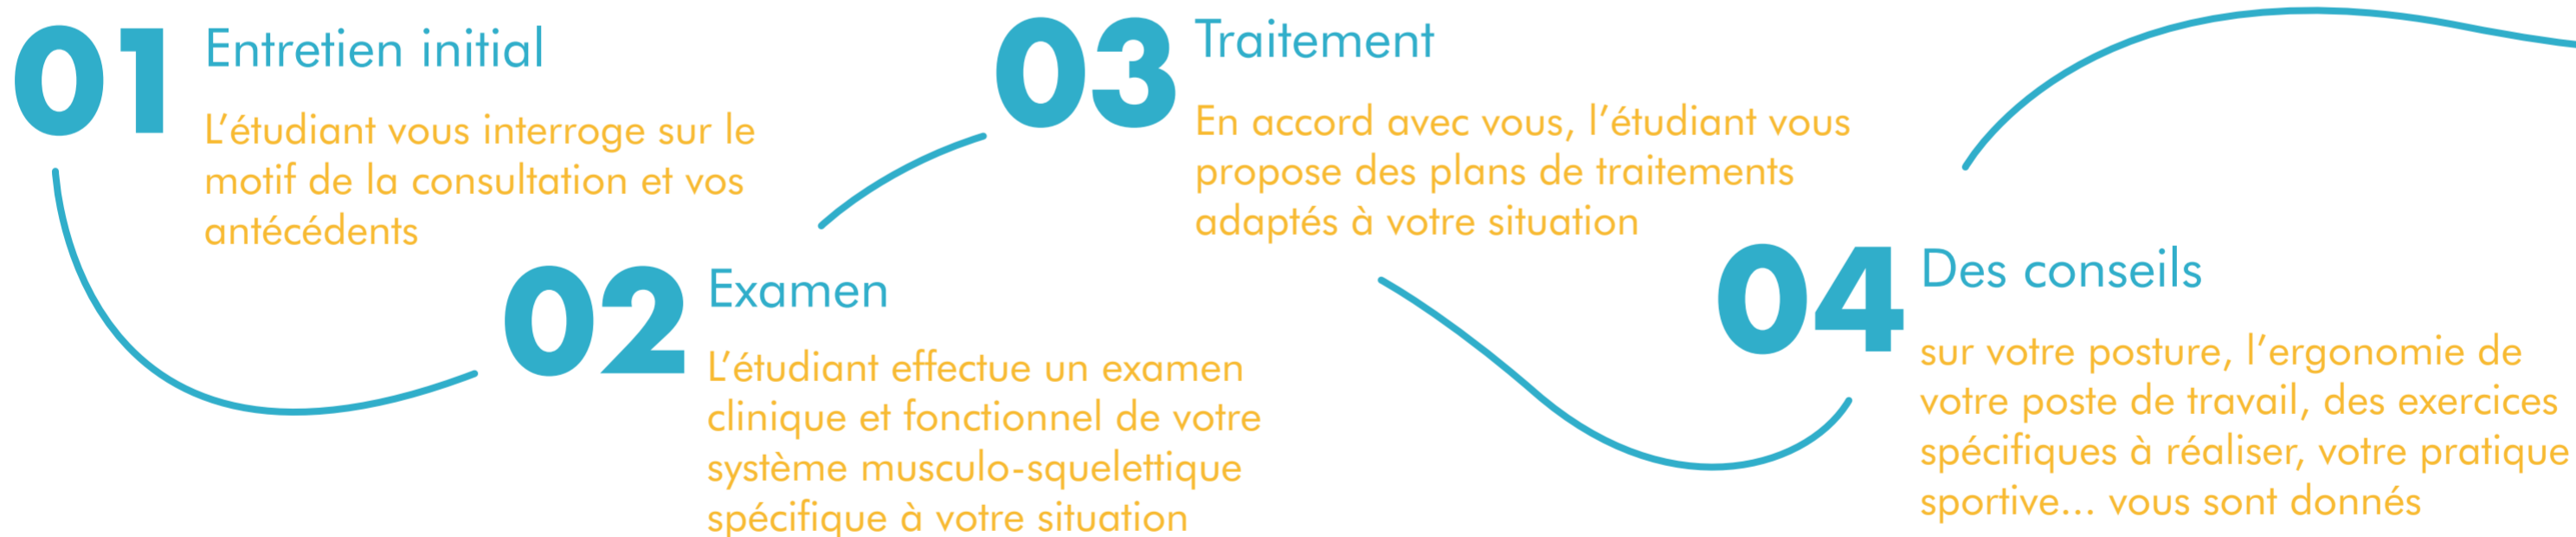 01
Entretien initial
L'étudiant vous interroge sur le
motif de la consultation et vos
antécédents
02
Examen
L'étudiant effectue un examen
clinique et fonctionnel de votre
système musculo-squelettique
spécifique à votre situation
03
Traitement
En accord avec vous, l'étudiant vous
propose des plans de traitements
adaptés à votre situation
04
Des conseils
sur votre posture, l'ergonomie de
votre poste de travail, des exercices
spécifiques à réaliser, votre pratique
sportive... vous sont donnés